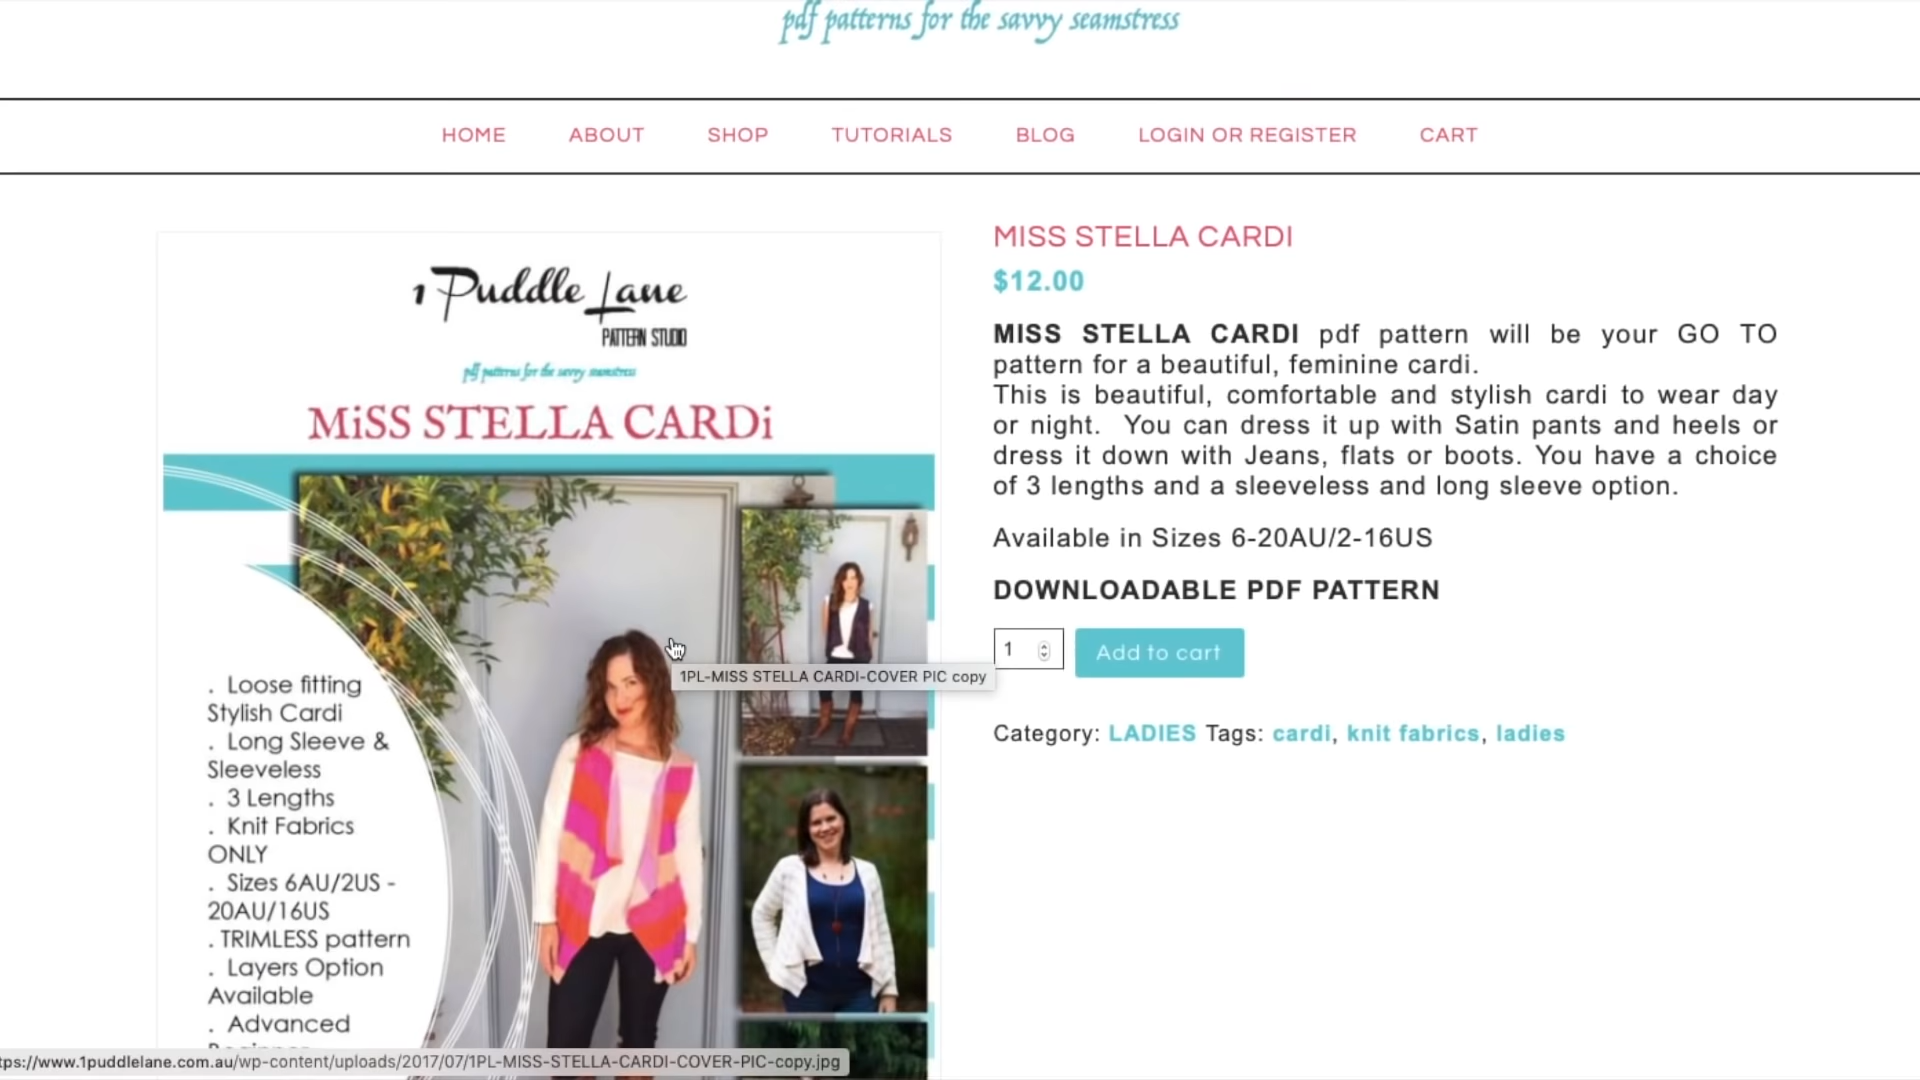 pdf patterns for the savvy seamstress
HOME ABOUT SHOP TUTORIALS BLOG LOGIN OR REGISTER CART
1 Puddle Lane
PATTERN STUDIO
pdf patterns for the savvy seamstress
MiSS STELLA CARDi
. Loose fitting
Stylish Cardi
. Long Sleeve &
Sleeveless
. 3 Lengths
. Knit Fabrics
ONLY
. Sizes 6AU/2US -
20AU/16US
. TRIMLESS pattern
. Layers Option
Available
. Advanced
1PL-MISS STELLA CARDI-COVER PIC copy
MISS STELLA CARDI
$12.00
MISS STELLA CARDI pdf pattern will be your GO TO
pattern for a beautiful, feminine cardi.
This is beautiful, comfortable and stylish cardi to wear day
or night. You can dress it up with Satin pants and heels or
dress it down with Jeans, flats or boots. You have a choice
of 3 lengths and a sleeveless and long sleeve option.
Available in Sizes 6-20AU/2-16US
DOWNLOADABLE PDF PATTERN
1 Add to cart
Category: LADIES Tags: cardi, knit fabrics, ladies
tps://www.1puddlelane.com.au/wp-content/uploads/2017/07/1PL-MISS-STELLA-CARDI-COVER-PIC-copy.jpg